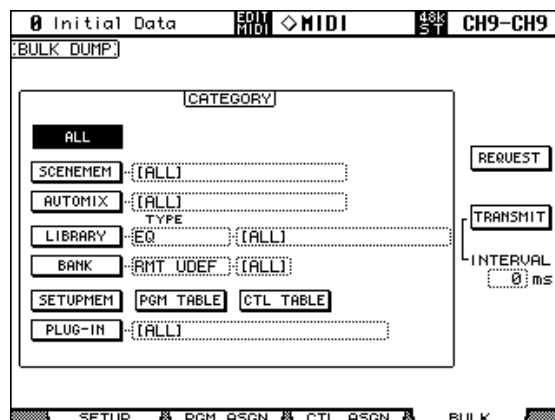 0 Initial Data EDIT MIDI ◇MIDI 48k ST CH9-CH9
BULK DUMP
CATEGORY
ALL
SCENEMEM [ALL]
REQUEST
AUTOMIX [ALL]
TYPE
TRANSMIT
LIBRARY EQ [ALL]
BANK RMT UDEF [ALL]
INTERVAL
0 ms
SETUPMEM PGM TABLE CTL TABLE
PLUG-IN [ALL]
SETUP PGM ASGN CTL ASGN BULK